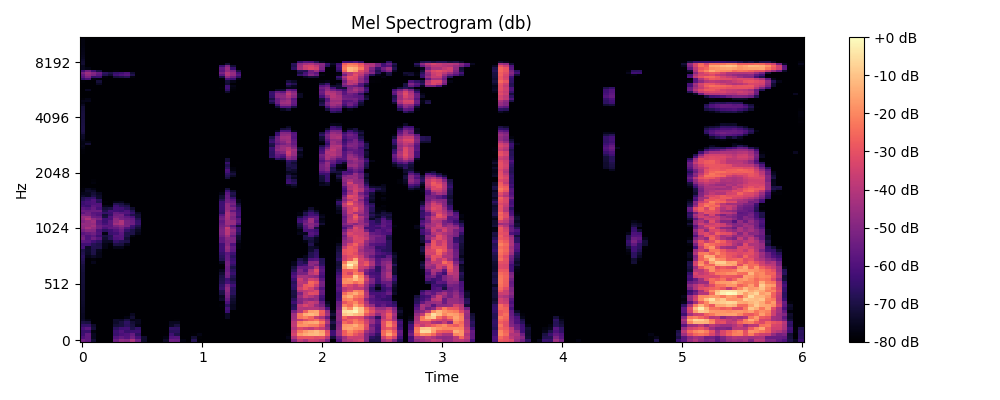 Mel Spectrogram (db)
Hz
8192
4096
2048
1024
512
0
0 1 2 3 4 5 6
Time
+0 dB
-10 dB
-20 dB
-30 dB
-40 dB
-50 dB
-60 dB
-70 dB
-80 dB